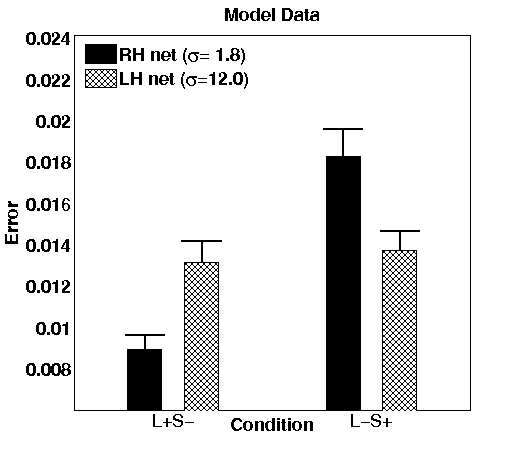 Model Data
0.024
0.022
0.02
0.018
0.016
0.014
0.012
0.01
0.008
Error
RH net (σ= 1.8)
LH net (σ=12.0)
L+S−
L−S+
Condition